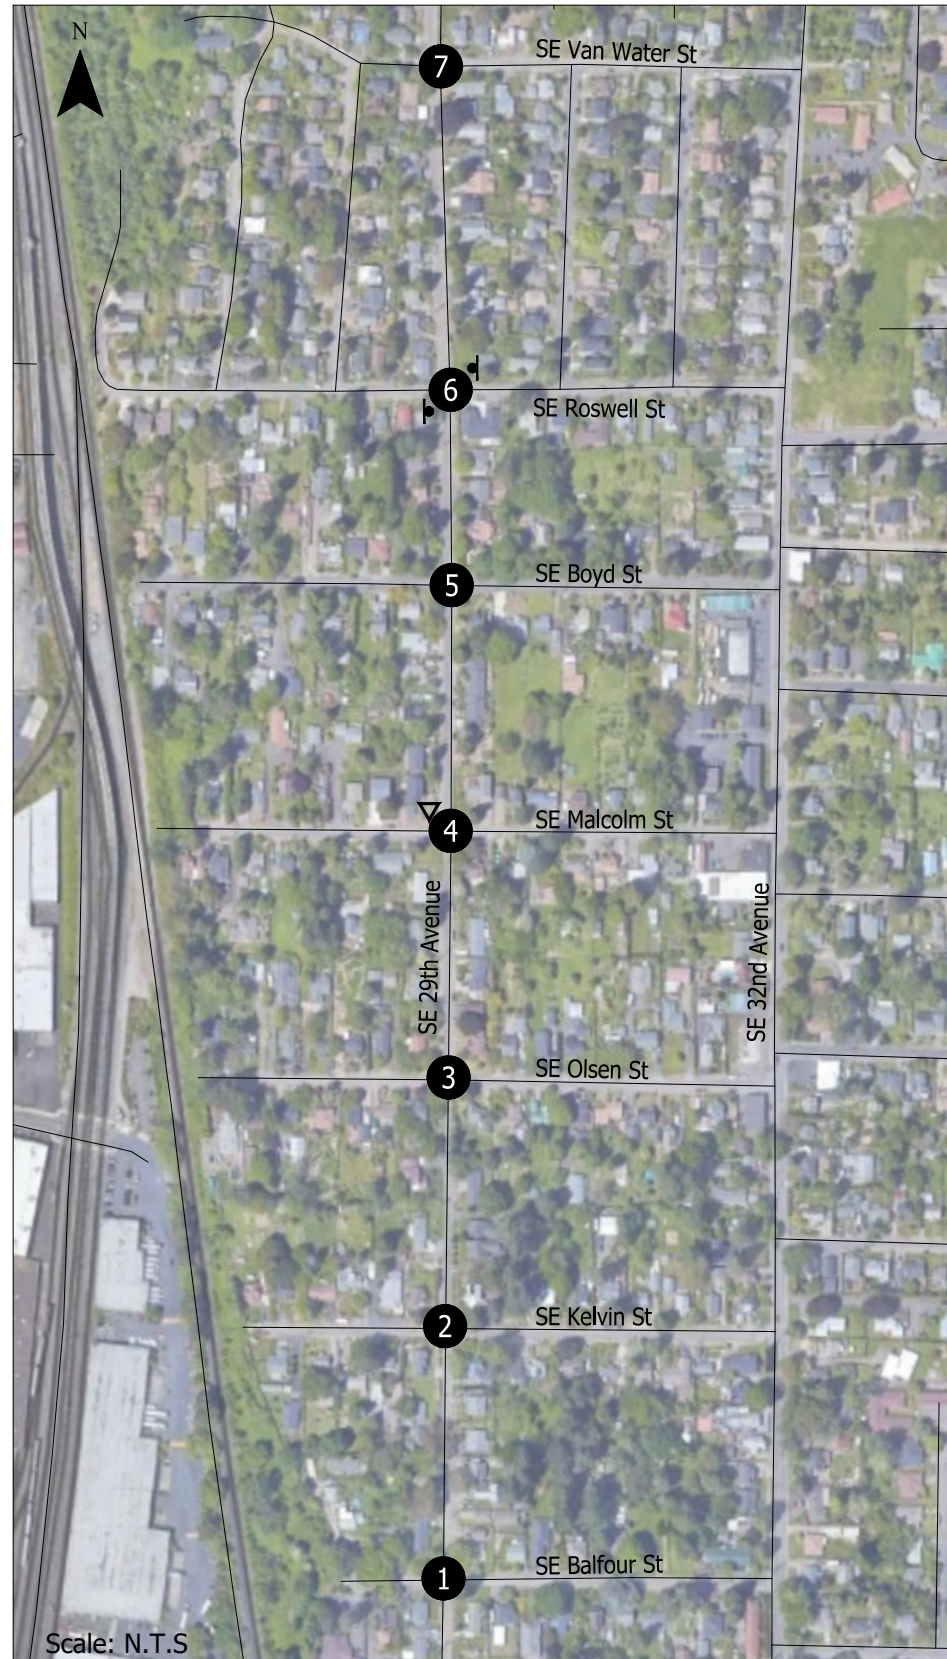 N
7
SE Van Water St
6
SE Roswell St
5
SE Boyd St
4
SE Malcolm St
SE 29th Avenue
SE 32nd Avenue
3
SE Olsen St
2
SE Kelvin St
1
SE Balfour St
Scale: N.T.S